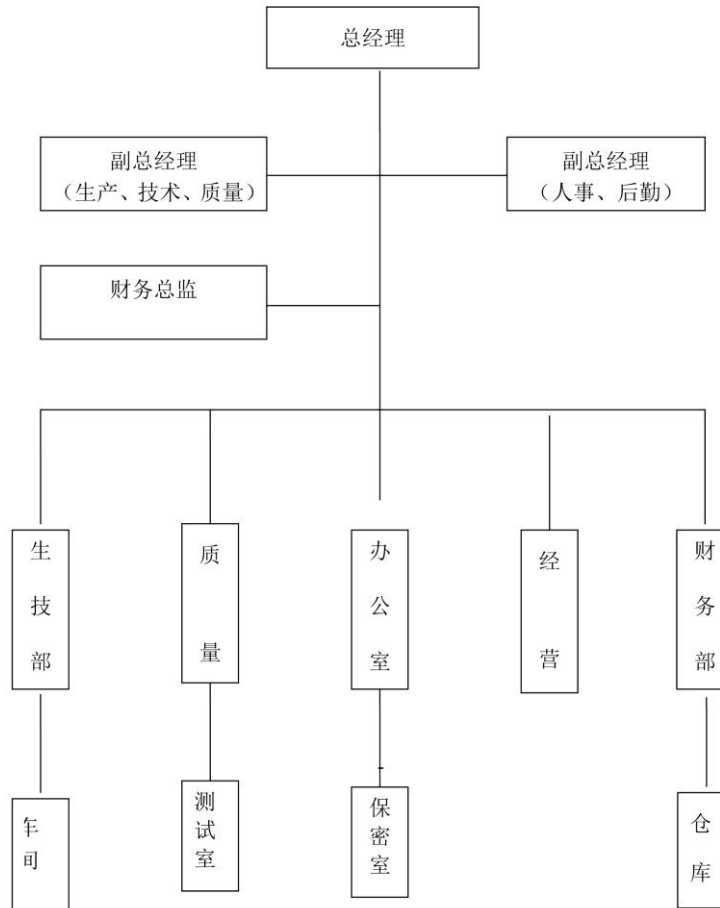 总经理
副总经理
（生产、技术、质量）
副总经理
（人事、后勤）
财务总监
生技部
质量
办公室
经营
财务部
车间
测试室
保密室
仓库